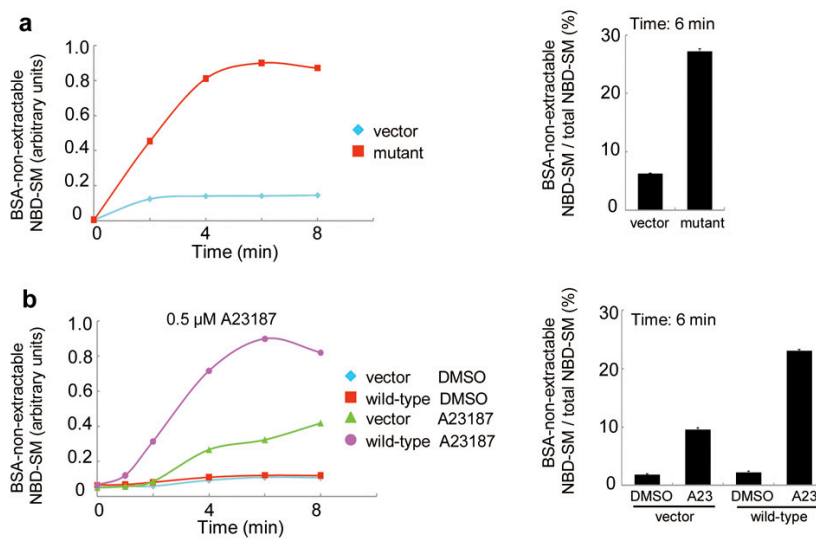 a
BSA-non-extractable
NBD-SM (arbitrary units)
1.0
0.8
0.6
0.4
0.2
0
0
4
8
Time (min)
vector
mutant
BSA-non-extractable
NBD-SM / total NBD-SM (%)
Time: 6 min
30
20
10
0
vector
mutant
b
0.5 µM A23187
BSA-non-extractable
NBD-SM (arbitrary units)
1.0
0.8
0.6
0.4
0.2
0
0
4
8
Time (min)
vector DMSO
wild-type DMSO
vector A23187
wild-type A23187
BSA-non-extractable
NBD-SM / total NBD-SM (%)
Time: 6 min
30
20
10
0
DMSO A23 DMSO A23
vector wild-type